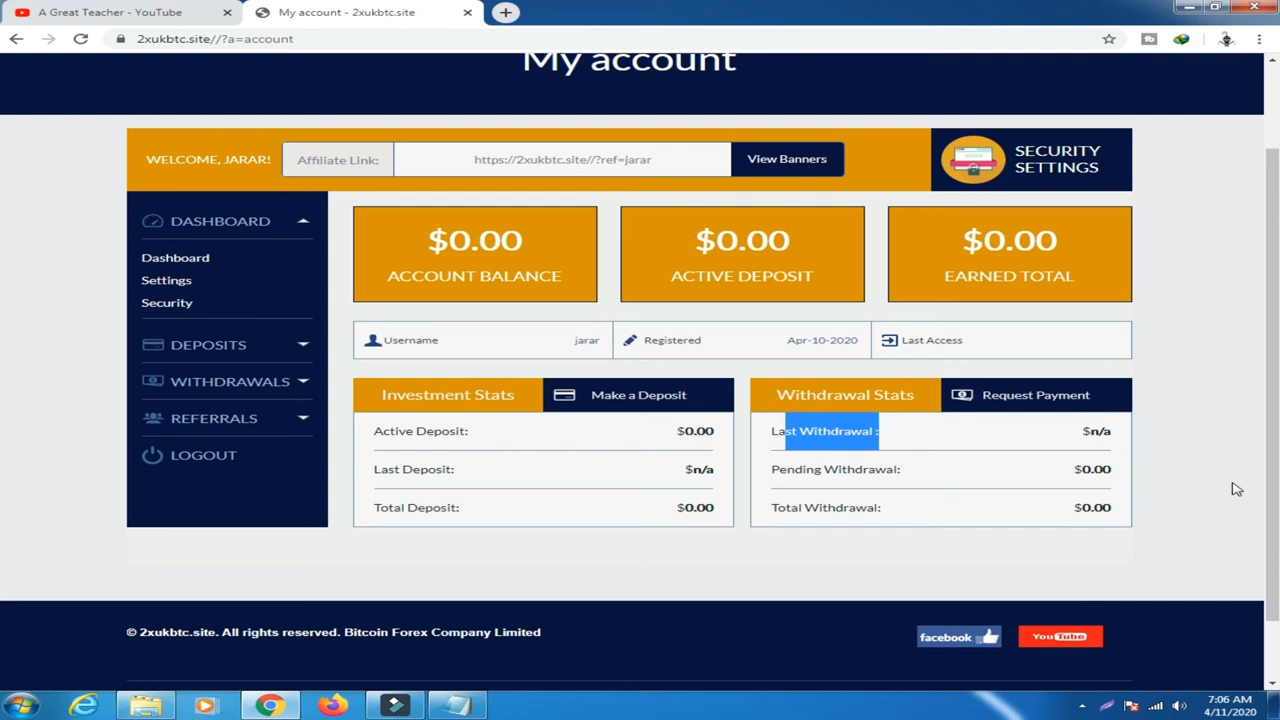 A Great Teacher - YouTube
My account - 2xukbtc.site
2xukbtc.site//?a=account
My account
WELCOME, JARAR!
Affiliate Link:
https://2xukbtc.site//?ref=jarar
View Banners
SECURITY
SETTINGS
DASHBOARD
Dashboard
Settings
Security
DEPOSITS
WITHDRAWALS
REFERRALS
LOGOUT
$0.00
ACCOUNT BALANCE
$0.00
ACTIVE DEPOSIT
$0.00
EARNED TOTAL
Username jarar
Registered Apr-10-2020
Last Access
Investment Stats
Make a Deposit
Active Deposit: $0.00
Last Deposit: $n/a
Total Deposit: $0.00
Withdrawal Stats
Request Payment
Last Withdrawal : $n/a
Pending Withdrawal: $0.00
Total Withdrawal: $0.00
© 2xukbtc.site. All rights reserved. Bitcoin Forex Company Limited
facebook
YouTube
7:06 AM
4/11/2020